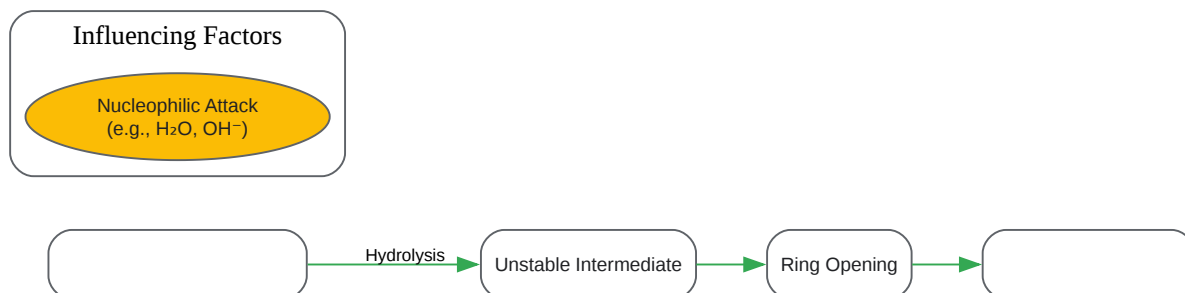 Influencing Factors
Nucleophilic Attack
(e.g., H₂O, OH⁻)
Hydrolysis
Unstable Intermediate
Ring Opening